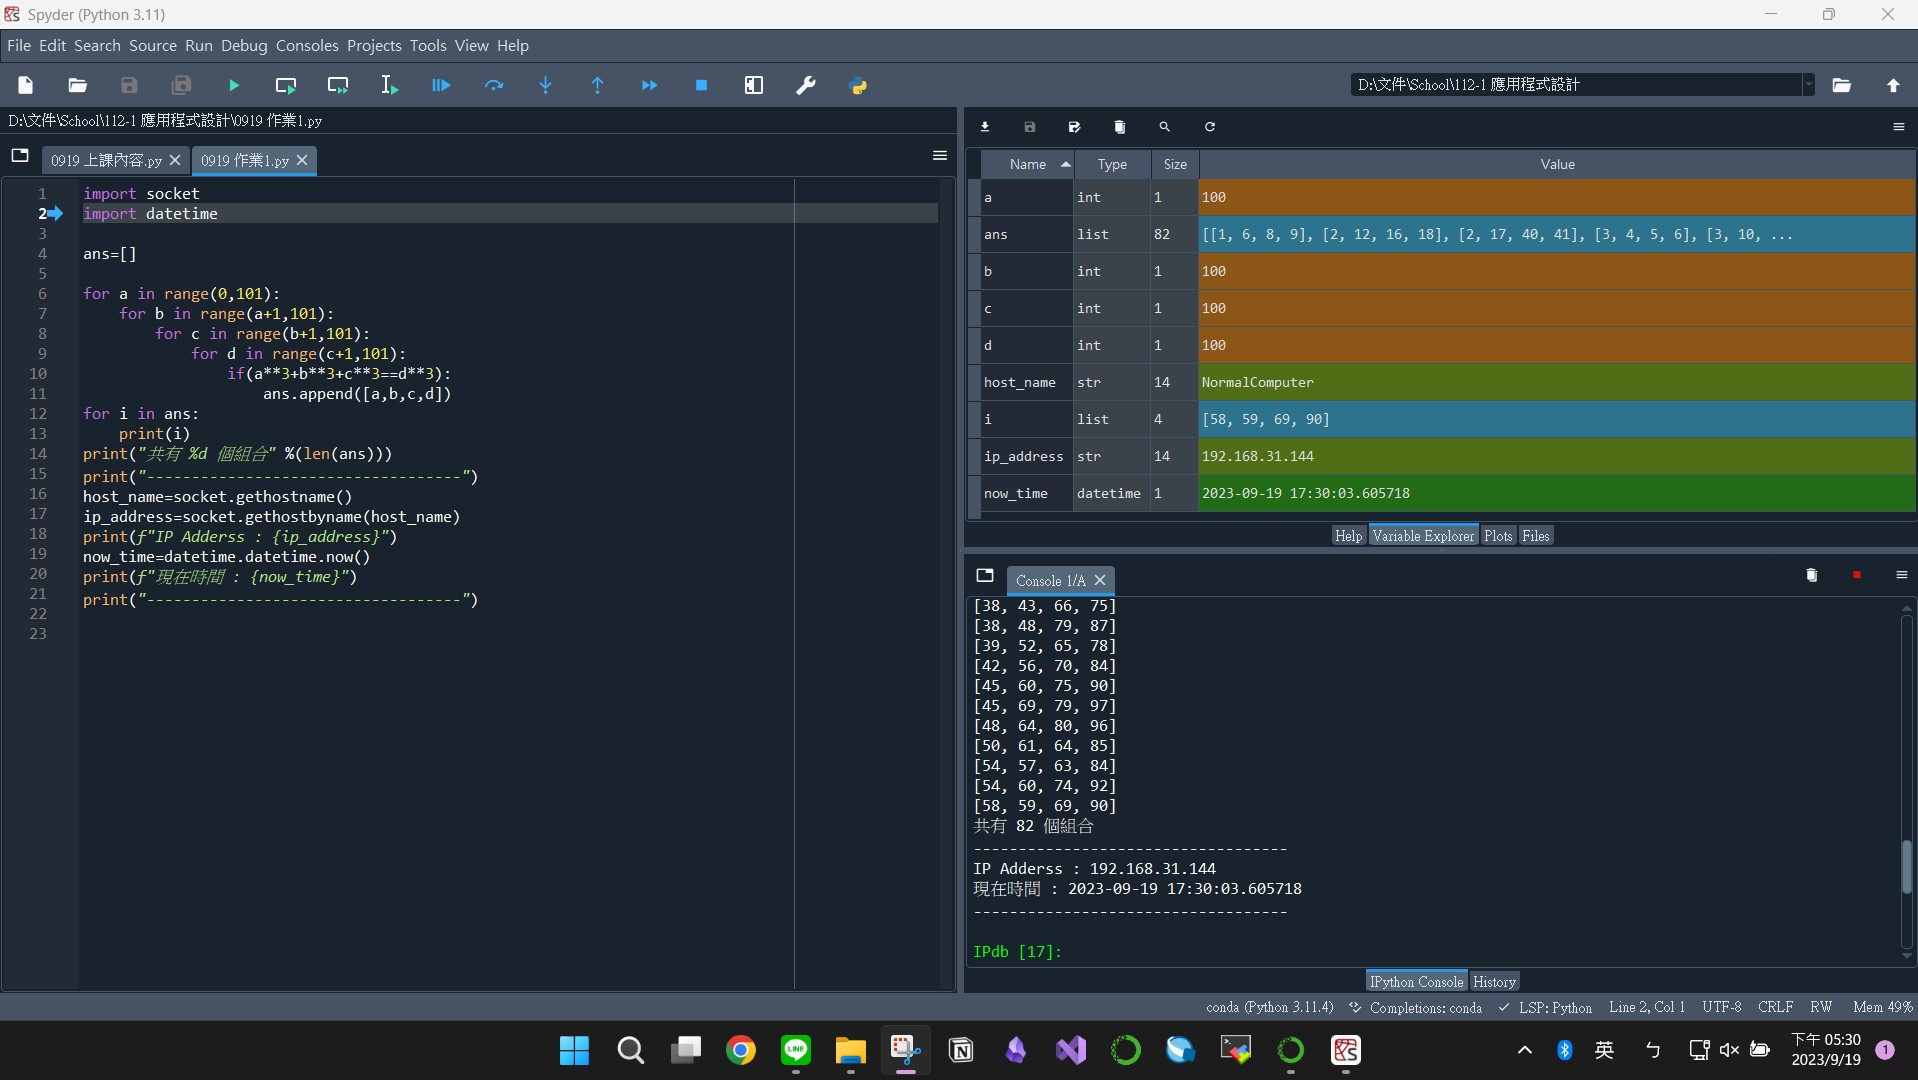 Spyder (Python 3.11)
File Edit Search Source Run Debug Consoles Projects Tools View Help
D:\文件\School\112-1 應用程式設計
D:\文件\School\112-1 應用程式設計\0919 作業1.py
0919 上課內容.py
0919 作業1.py
1 import socket
2 import datetime
3
4 ans=[]
5
6 for a in range(0,101):
7     for b in range(a+1,101):
8         for c in range(b+1,101):
9             for d in range(c+1,101):
10                 if(a**3+b**3+c**3==d**3):
11                     ans.append([a,b,c,d])
12 for i in ans:
13     print(i)
14 print("共有 %d 個組合" %(len(ans)))
15 print("-----------------------------------")
16 host_name=socket.gethostname()
17 ip_address=socket.gethostbyname(host_name)
18 print(f"IP Adderss : {ip_address}")
19 now_time=datetime.datetime.now()
20 print(f"現在時間 : {now_time}")
21 print("-----------------------------------")
22
23
Name Type Size Value
a int 1 100
ans list 82 [[1, 6, 8, 9], [2, 12, 16, 18], [2, 17, 40, 41], [3, 4, 5, 6], [3, 10, ...
b int 1 100
c int 1 100
d int 1 100
host_name str 14 NormalComputer
i list 4 [58, 59, 69, 90]
ip_address str 14 192.168.31.144
now_time datetime 1 2023-09-19 17:30:03.605718
Help Variable Explorer Plots Files
Console 1/A
[38, 43, 66, 75]
[38, 48, 79, 87]
[39, 52, 65, 78]
[42, 56, 70, 84]
[45, 60, 75, 90]
[45, 69, 79, 97]
[48, 64, 80, 96]
[50, 61, 64, 85]
[54, 57, 63, 84]
[54, 60, 74, 92]
[58, 59, 69, 90]
共有 82 個組合
-----------------------------------
IP Adderss : 192.168.31.144
現在時間 : 2023-09-19 17:30:03.605718
-----------------------------------
IPdb [17]:
IPython Console History
conda (Python 3.11.4) Completions: conda LSP: Python Line 2, Col 1 UTF-8 CRLF RW Mem 49%
LINE
英 ㄅ
下午 05:30
2023/9/19
1